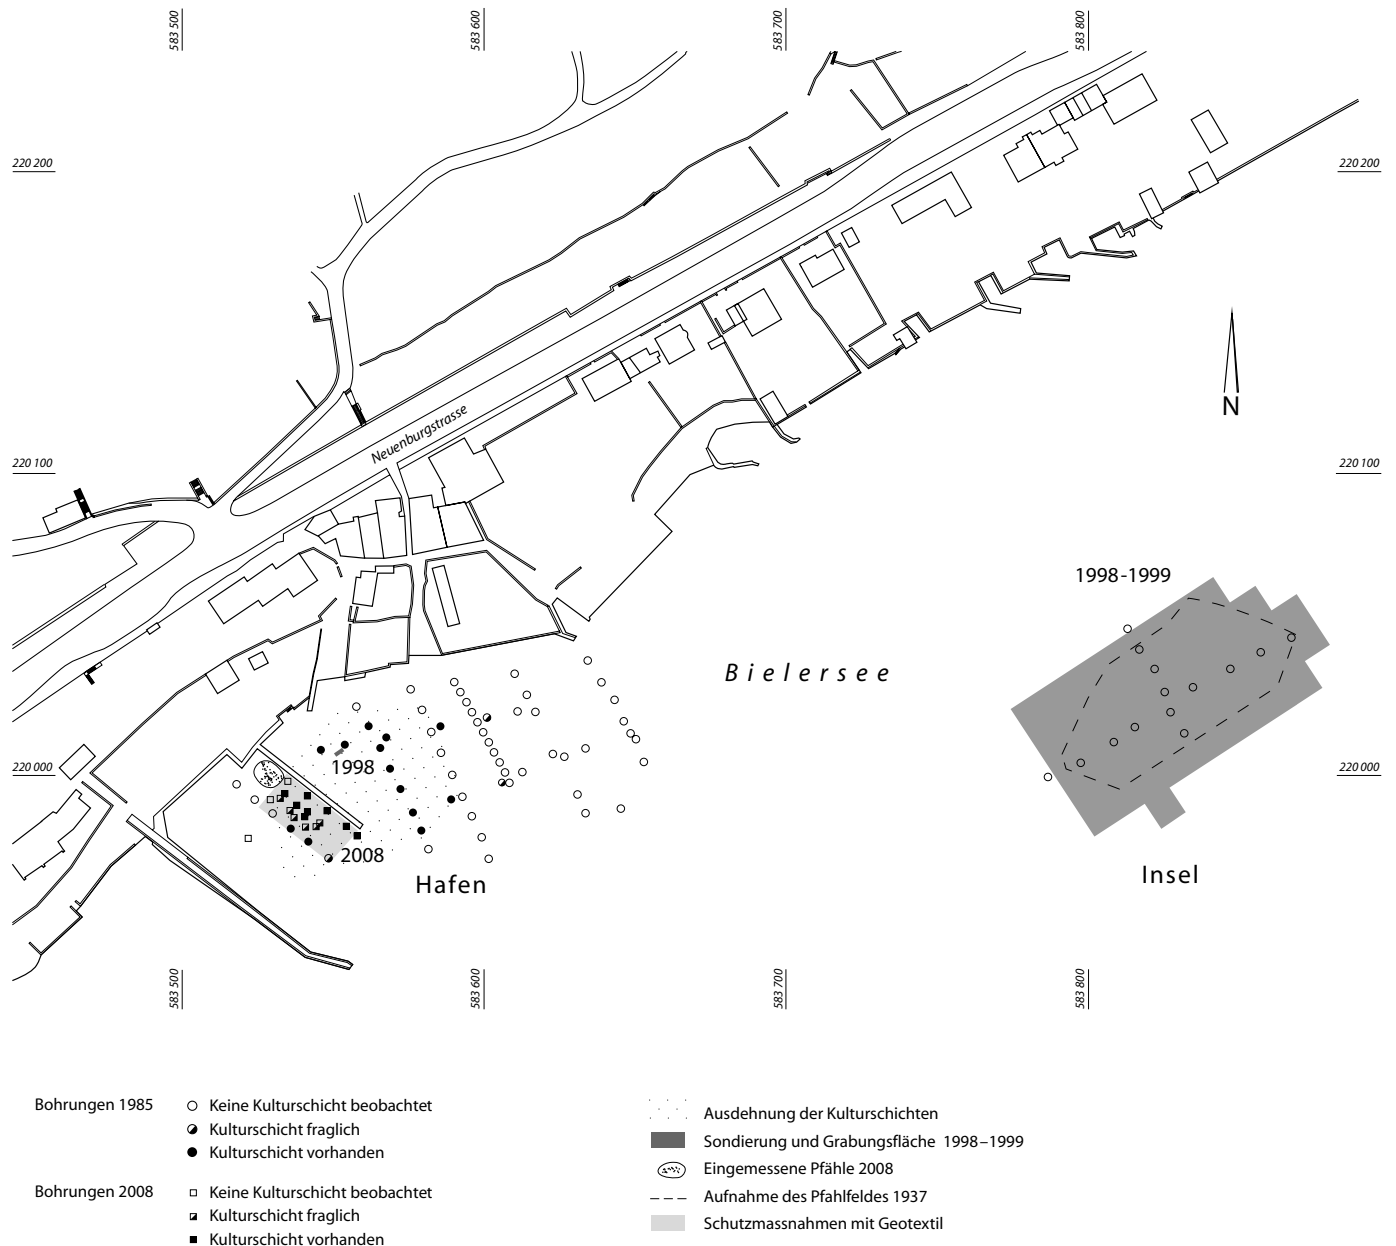 583 500
583 600
583 700
583 800
220 200
220 200
Neuenburgstrasse
N
220 100
220 100
1998-1999
Bielersee
220 000
220 000
1998
2008
Hafen
Insel
583 500
583 600
583 700
583 800
Bohrungen 1985
Keine Kulturschicht beobachtet
Kulturschicht fraglich
Kulturschicht vorhanden
Bohrungen 2008
Keine Kulturschicht beobachtet
Kulturschicht fraglich
Kulturschicht vorhanden
Ausdehnung der Kulturschichten
Sondierung und Grabungsfläche 1998–1999
Eingemessene Pfähle 2008
Aufnahme des Pfahlfeldes 1937
Schutzmassnahmen mit Geotextil